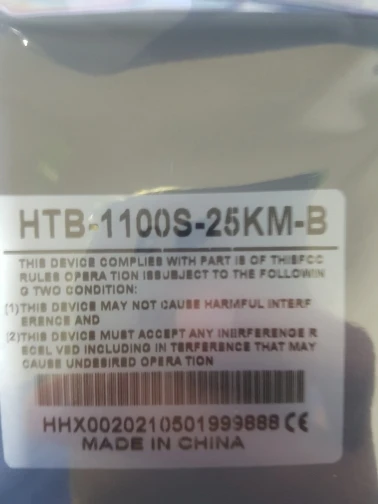 HTB-1100S-25KM-B
THIS DEVICE COMPLIES WITH PART IS OF THIEFCC
RULES OPERA TION ISSUBJECT TO THE FOLLOWIN
G TWO CONDITION:
(1)THIS DEVICE MAY NOT CAUSE HARMFUL INTERF
ERENCE AND
(2)THIS DEVICE MUST ACCEPT ANY INERFERENCE R
ECEL VED INCLUDING IN TERFERENCE THAT MAY
CAUSE UNDESIRED OPERA TION
HHX0020210501999888 CE
MADE IN CHINA